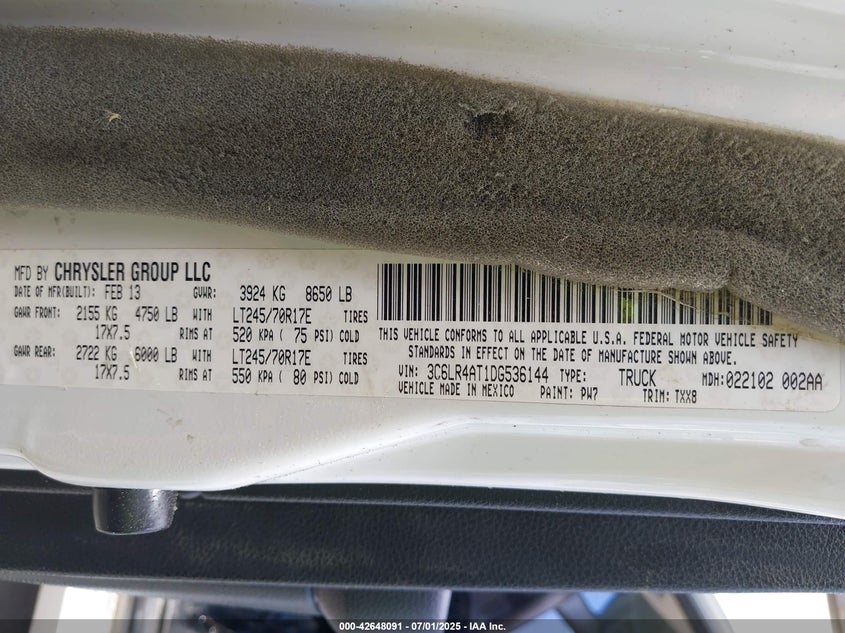 MFD BY CHRYSLER GROUP LLC
DATE OF MFR(BUILT): FEB 13 GVWR: 3924 KG 8650 LB
GAWR FRONT: 2155 KG 4750 LB WITH LT245/70R17E TIRES
17X7.5 RIMS AT 520 KPA ( 75 PSI) COLD
GAWR REAR: 2722 KG 6000 LB WITH LT245/70R17E TIRES
17X7.5 RIMS AT 550 KPA ( 80 PSI) COLD
THIS VEHICLE CONFORMS TO ALL APPLICABLE U.S.A. FEDERAL MOTOR VEHICLE SAFETY
STANDARDS IN EFFECT ON THE DATE OF MANUFACTURE SHOWN ABOVE.
VIN: 3C6LR4AT1DG536144 TYPE: TRUCK MDH: 022102 002AA
VEHICLE MADE IN MEXICO PAINT: PW7 TRIM: TXX8
000-42648091 - 07/01/2025 - IAA Inc.